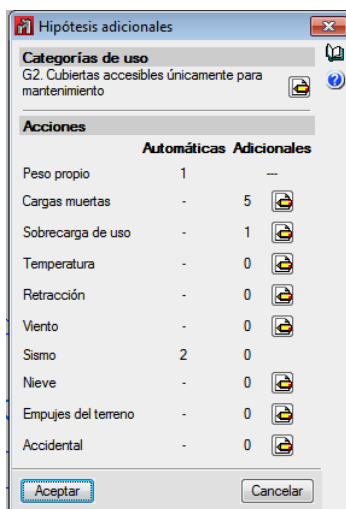 Hipótesis adicionales
Categorías de uso
G2. Cubiertas accesibles únicamente para
mantenimiento
Acciones
Automáticas Adicionales
Peso propio 1 ---
Cargas muertas - 5
Sobrecarga de uso - 1
Temperatura - 0
Retracción - 0
Viento - 0
Sismo 2 0
Nieve - 0
Empujes del terreno - 0
Accidental - 0
Aceptar Cancelar